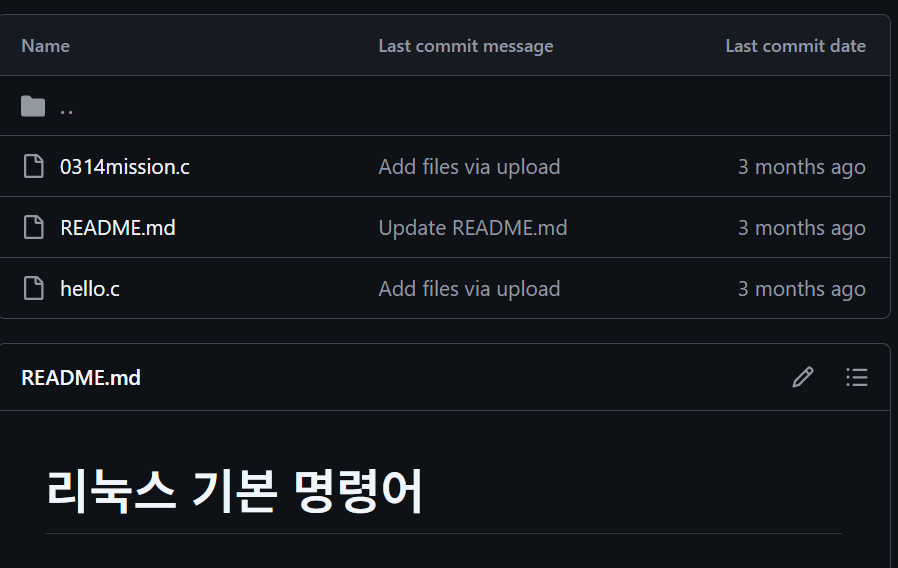 Name Last commit message Last commit date
..
0314mission.c Add files via upload 3 months ago
README.md Update README.md 3 months ago
hello.c Add files via upload 3 months ago
README.md
리눅스 기본 명령어